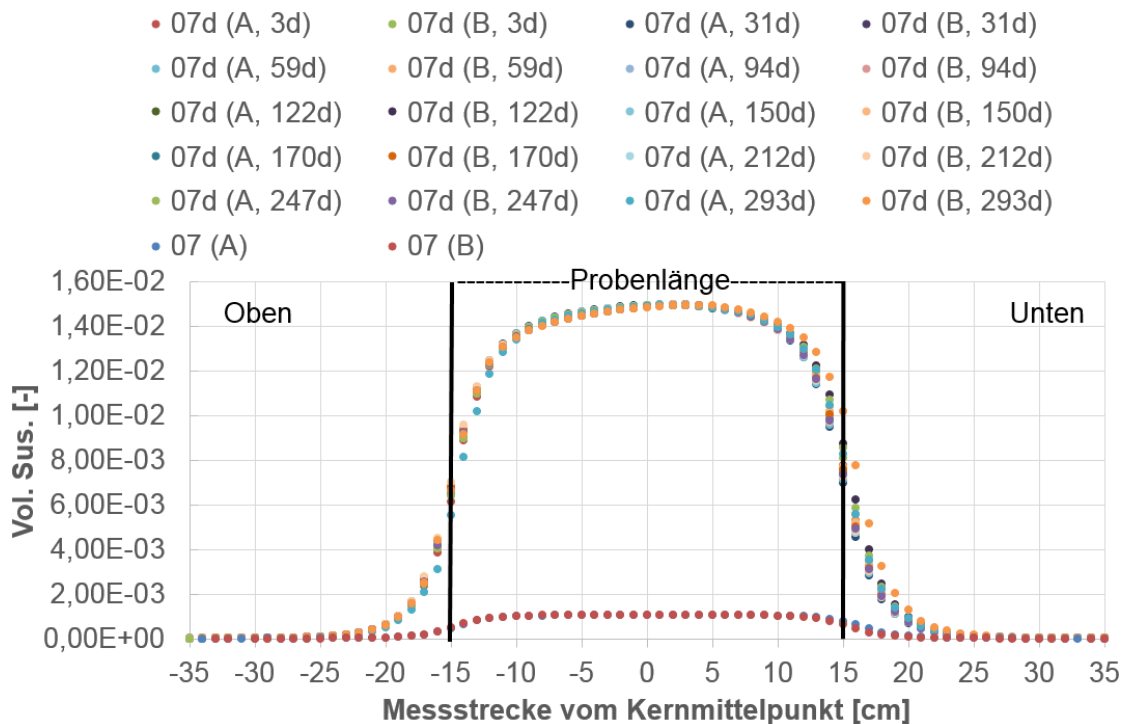 07d (A, 3d) 07d (B, 3d) 07d (A, 31d) 07d (B, 31d)
07d (A, 59d) 07d (B, 59d) 07d (A, 94d) 07d (B, 94d)
07d (A, 122d) 07d (B, 122d) 07d (A, 150d) 07d (B, 150d)
07d (A, 170d) 07d (B, 170d) 07d (A, 212d) 07d (B, 212d)
07d (A, 247d) 07d (B, 247d) 07d (A, 293d) 07d (B, 293d)
07 (A) 07 (B)
Probenlänge
Oben Unten
Vol. Sus. [-]
1,60E-02
1,40E-02
1,20E-02
1,00E-02
8,00E-03
6,00E-03
4,00E-03
2,00E-03
0,00E+00
-35 -30 -25 -20 -15 -10 -5 0 5 10 15 20 25 30 35
Messstrecke vom Kernmittelpunkt [cm]